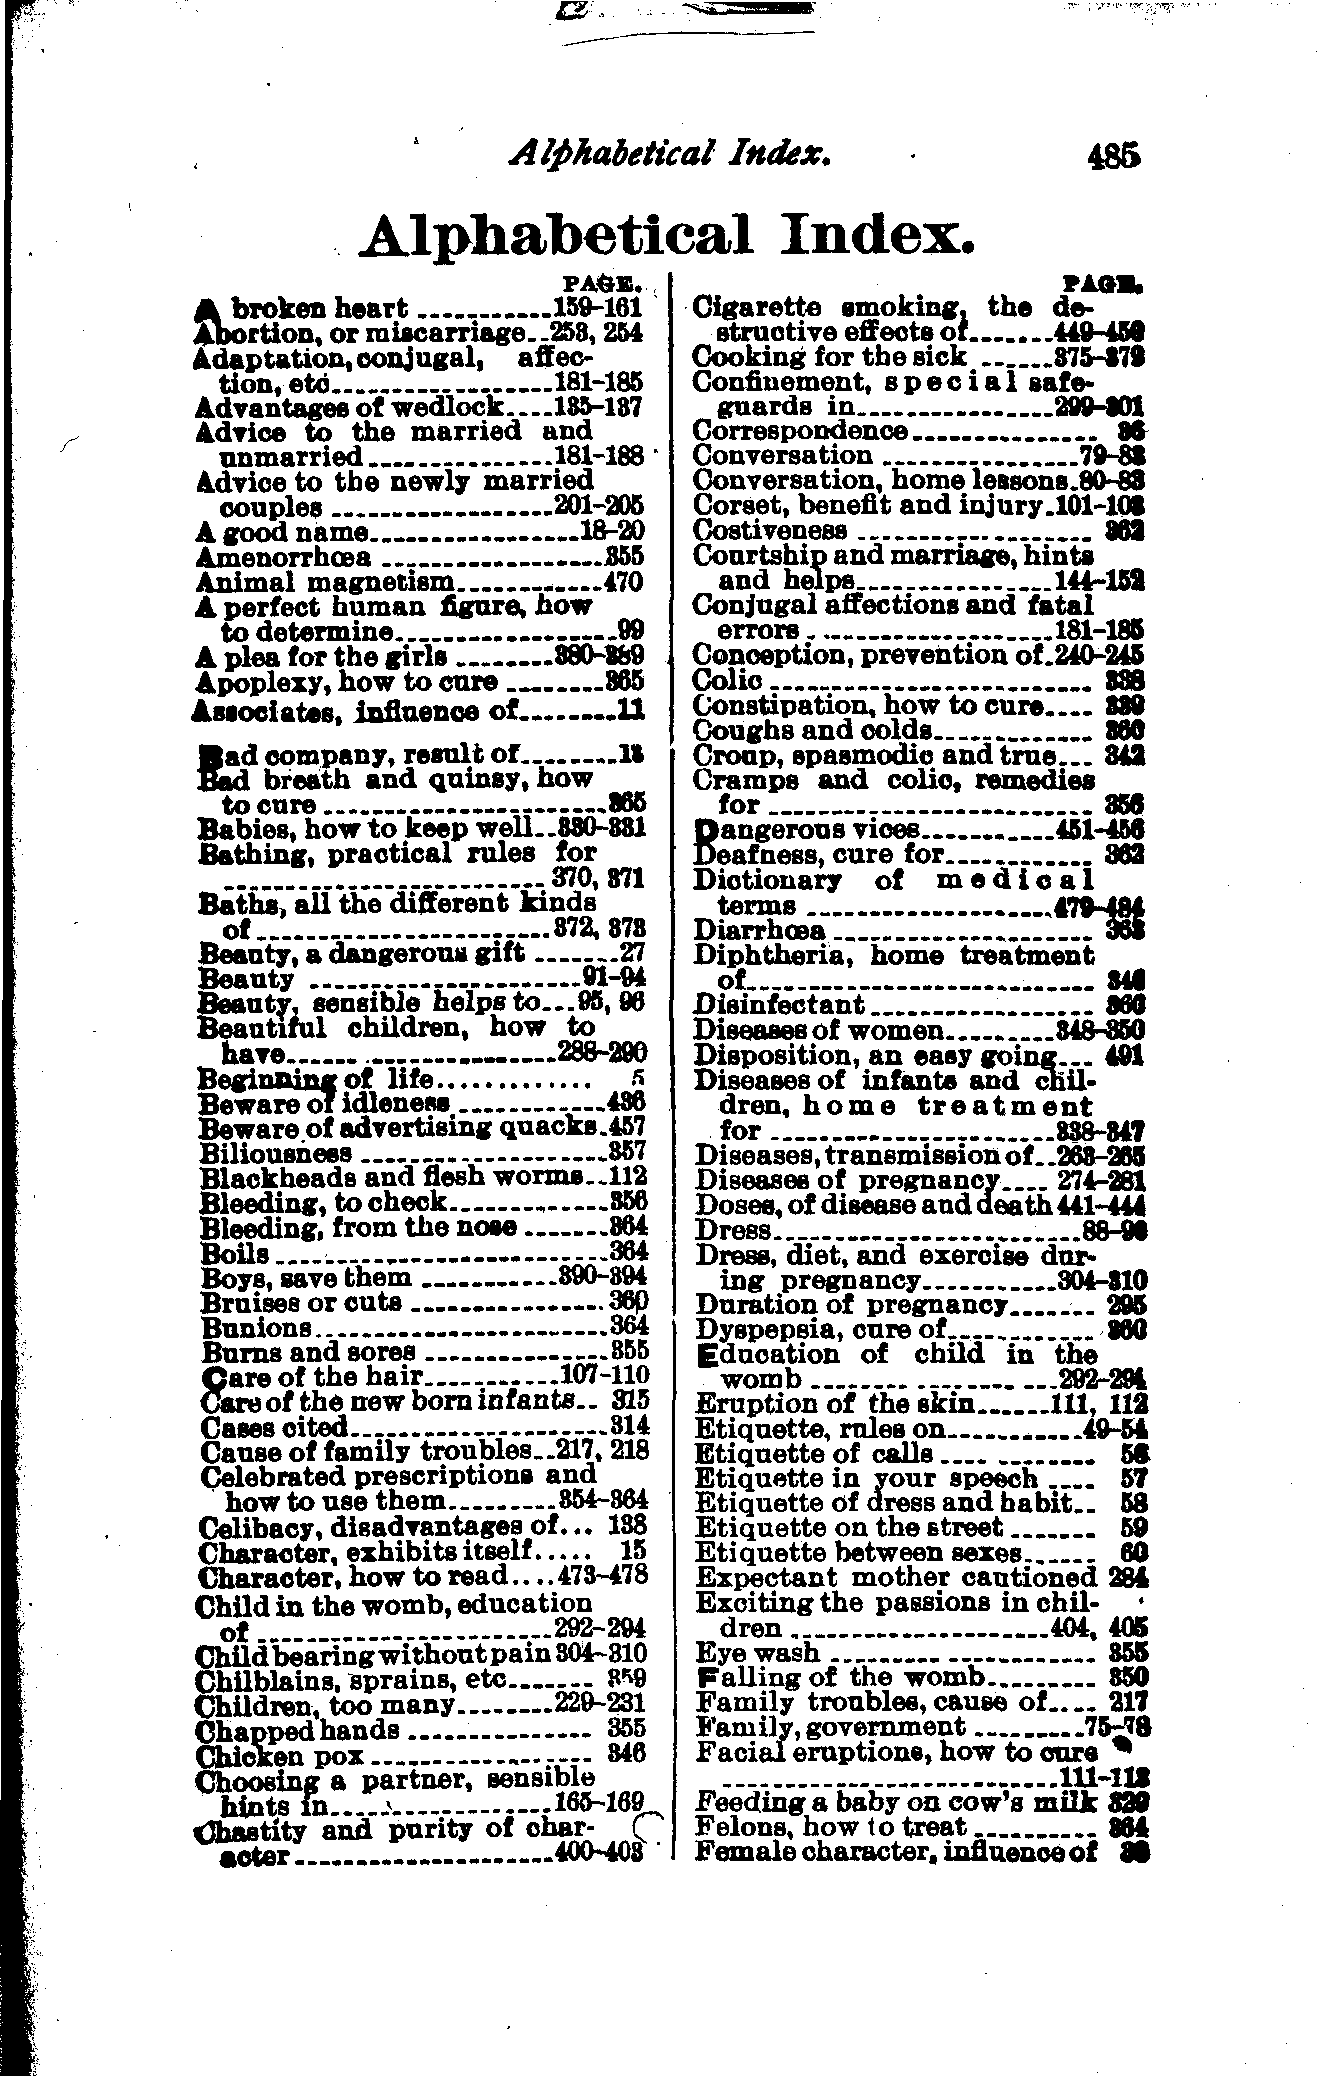 Alphabetical Index. 485
Alphabetical Index.
PAGE.
A broken heart ........... 159-161
Abortion, or miscarriage.. 253, 254
Adaptation, conjugal, affec-
tion, etc.................. 181-185
Advantages of wedlock.... 135-137
Advice to the married and
unmarried............... 181-188
Advice to the newly married
couples .................. 201-205
A good name................. 18-20
Amenorrhœa .................. 355
Animal magnetism............ 470
A perfect human figure, how
to determine.................. 99
A plea for the girls ........ 380-389
Apoplexy, how to cure ........ 365
Associates, influence of........ 11
Bad company, result of........
Bad breath and quinsy, how
to cure ....................... 365
Babies, how to keep well.. 330-331
Bathing, practical rules for
.......................... 370, 371
Baths, all the different kinds
of........................ 372, 373
Beauty, a dangerous gift ....... 27
Beauty ...................... 91-94
Beauty, sensible helps to... 95, 96
Beautiful children, how to
have...................... 288-290
Beginning of life............. 5
Beware of idleness ............ 436
Beware of advertising quacks. 457
Biliousness .................... 357
Blackheads and flesh worms.. 112
Bleeding, to check............. 356
Bleeding, from the nose ....... 364
Boils ........................... 364
Boys, save them ........... 390-394
Bruises or cuts ................ 360
Bunions........................ 364
Burns and sores ............... 355
Care of the hair........... 107-110
Care of the new born infants.. 315
Cases cited..................... 314
Cause of family troubles.. 217, 218
Celebrated prescriptions and
how to use them......... 354-364
Celibacy, disadvantages of... 138
Character, exhibits itself..... 15
Character, how to read.... 473-478
Child in the womb, education
of ........................ 292-294
Child bearing without pain 304-310
Chilblains, sprains, etc....... 359
Children, too many........ 229-231
Chapped hands ............... 355
Chicken pox .................. 346
Choosing a partner, sensible
hints in.................. 165-169
Chastity and purity of char-
acter..................... 400-403
PAGE.
Cigarette smoking, the de-
structive effects of....... 449-450
Cooking for the sick ...... 375-379
Confinement, special safe-
guards in................ 299-301
Correspondence............... 36
Conversation ................ 79-83
Conversation, home lessons. 80-83
Corset, benefit and injury. 101-103
Costiveness ................... 362
Courtship and marriage, hints
and helps................ 144-152
Conjugal affections and fatal
errors .................... 181-185
Conception, prevention of. 240-245
Colic .......................... 338
Constipation, how to cure.... 339
Coughs and colds............. 360
Croup, spasmodic and true... 342
Cramps and colic, remedies
for .......................... 356
Dangerous vices........... 451-456
Deafness, cure for............ 362
Dictionary of medical
terms .................... 479-484
Diarrhœa ..................... 363
Diphtheria, home treatment
of............................ 346
Disinfectant .................. 360
Diseases of women......... 348-350
Disposition, an easy going... 491
Diseases of infants and chil-
dren, home treatment
for ....................... 338-347
Diseases, transmission of.. 263-265
Diseases of pregnancy.... 274-281
Doses, of disease and death 441-444
Dress......................... 88-90
Dress, diet, and exercise dur-
ing pregnancy........... 304-310
Duration of pregnancy....... 295
Dyspepsia, cure of............ 360
Education of child in the
womb .................... 292-294
Eruption of the skin...... 111, 112
Etiquette, rules on........... 49-54
Etiquette of calls ............ 56
Etiquette in your speech .... 57
Etiquette of dress and habit.. 58
Etiquette on the street ....... 59
Etiquette between sexes...... 60
Expectant mother cautioned 284
Exciting the passions in chil-
dren ..................... 404, 405
Eye wash ..................... 355
Falling of the womb......... 350
Family troubles, cause of.... 217
Family, government ......... 75-78
Facial eruptions, how to cure
........................... 111-112
Feeding a baby on cow's milk 329
Felons, how to treat .......... 364
Female character, influence of